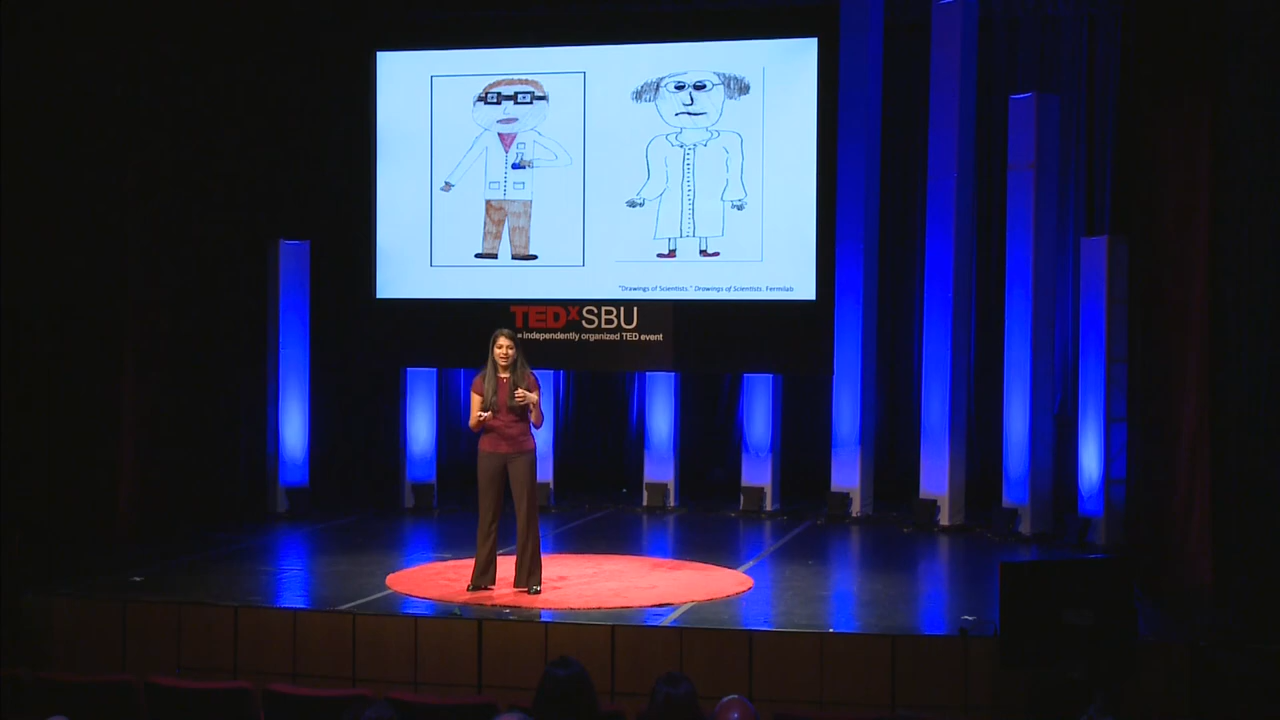 "Drawings of Scientists." Drawings of Scientists. Fermilab.
TEDxSBU
= independently organized TED event